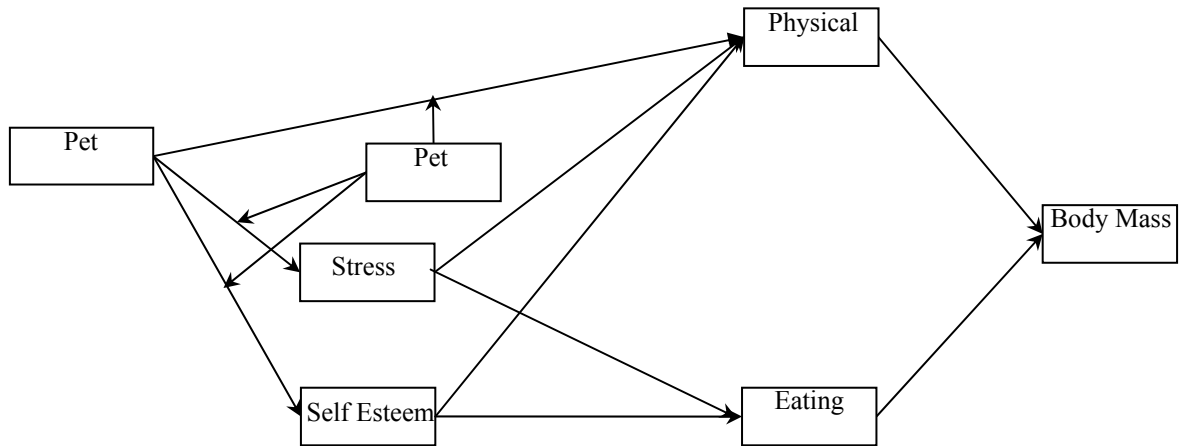 Physical
Pet
Pet
Body Mass
Stress
Self Esteem
Eating